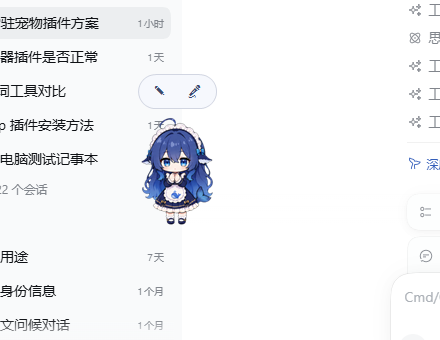 驻宠物插件方案 1小时
器插件是否正常 1天
同工具对比
p 插件安装方法 1天
电脑测试记事本
22 个会话
用途 7天
身份信息 1个月
文问候对话 1个月
工
思
工
工
工
深
Cmd/